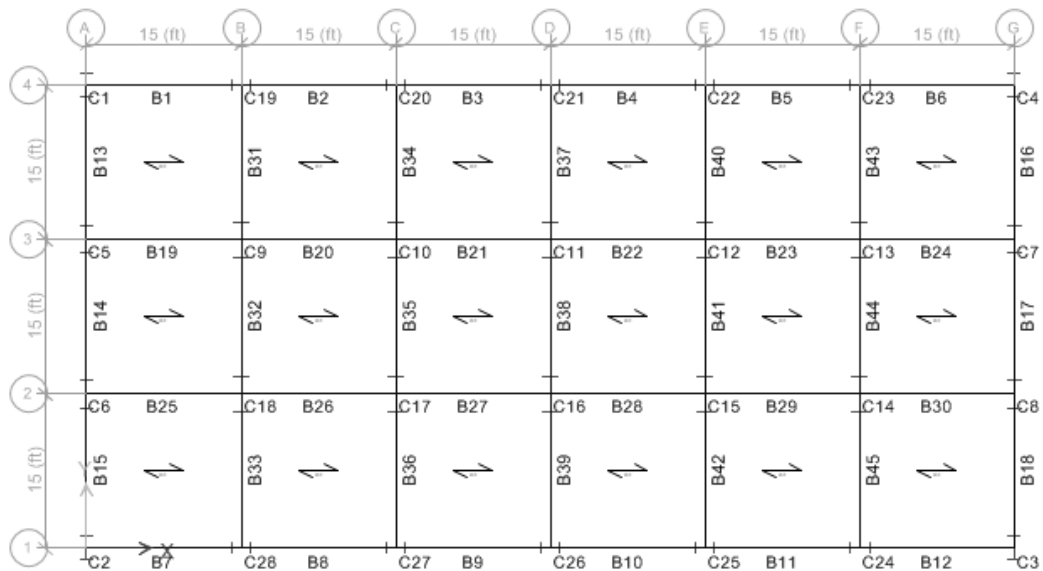 A B C D E F G
15 (ft) 15 (ft) 15 (ft) 15 (ft) 15 (ft) 15 (ft)
4
C1 B1 C19 B2 C20 B3 C21 B4 C22 B5 C23 B6 C4
15 (ft) B13 B31 B34 B37 B40 B43 B16
3
C5 B19 C9 B20 C10 B21 C11 B22 C12 B23 C13 B24 C7
15 (ft) B14 B32 B35 B38 B41 B44 B17
2
C6 B25 C18 B26 C17 B27 C16 B28 C15 B29 C14 B30 C8
15 (ft) B15 B33 B36 B39 B42 B45 B18
Y
1 X
C2 B7 C28 B8 C27 B9 C26 B10 C25 B11 C24 B12 C3